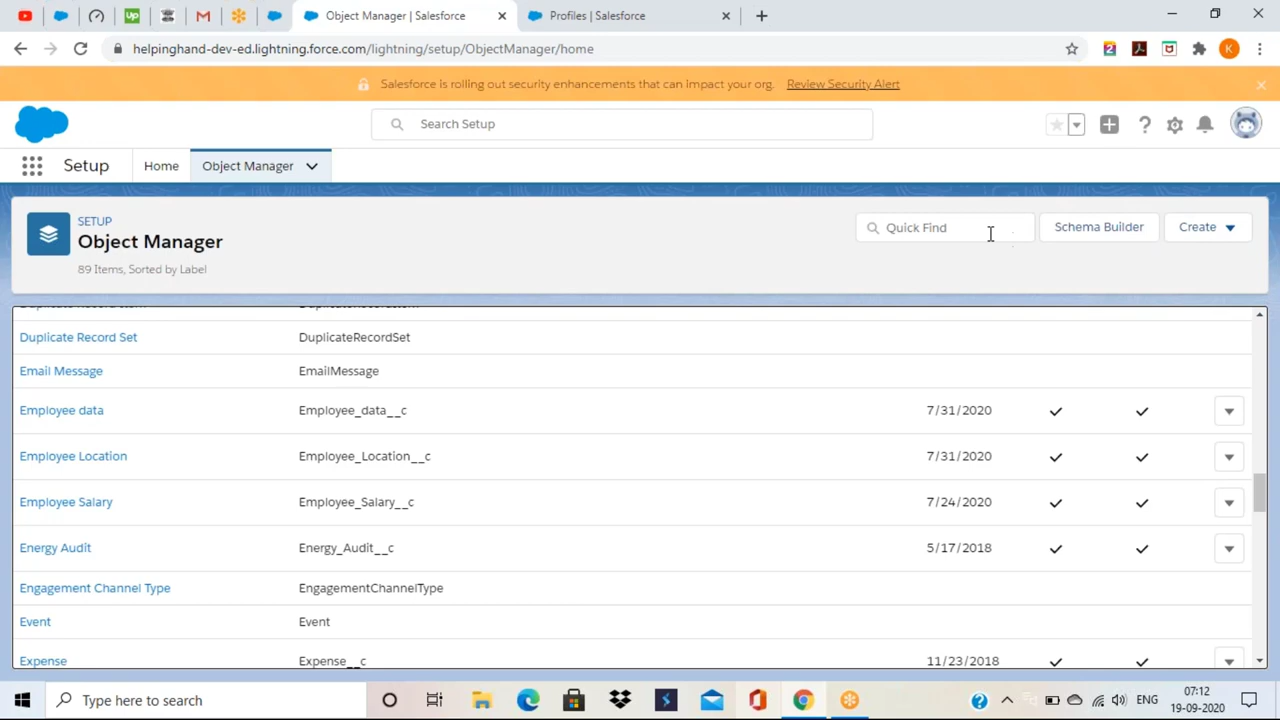 Up
Object Manager | Salesforce
Profiles | Salesforce
helpinghand-dev-ed.lightning.force.com/lightning/setup/ObjectManager/home
2
K
Salesforce is rolling out security enhancements that can impact your org. Review Security Alert
Search Setup
Setup
Home
Object Manager
SETUP
Object Manager
89 Items, Sorted by Label
Quick Find
Schema Builder
Create
Duplicate Record Set DuplicateRecordSet
Email Message EmailMessage
Employee data Employee_data__c 7/31/2020
Employee Location Employee_Location__c 7/31/2020
Employee Salary Employee_Salary__c 7/24/2020
Energy Audit Energy_Audit__c 5/17/2018
Engagement Channel Type EngagementChannelType
Event Event
Expense Expense__c 11/23/2018
Type here to search
ENG
07:12
19-09-2020